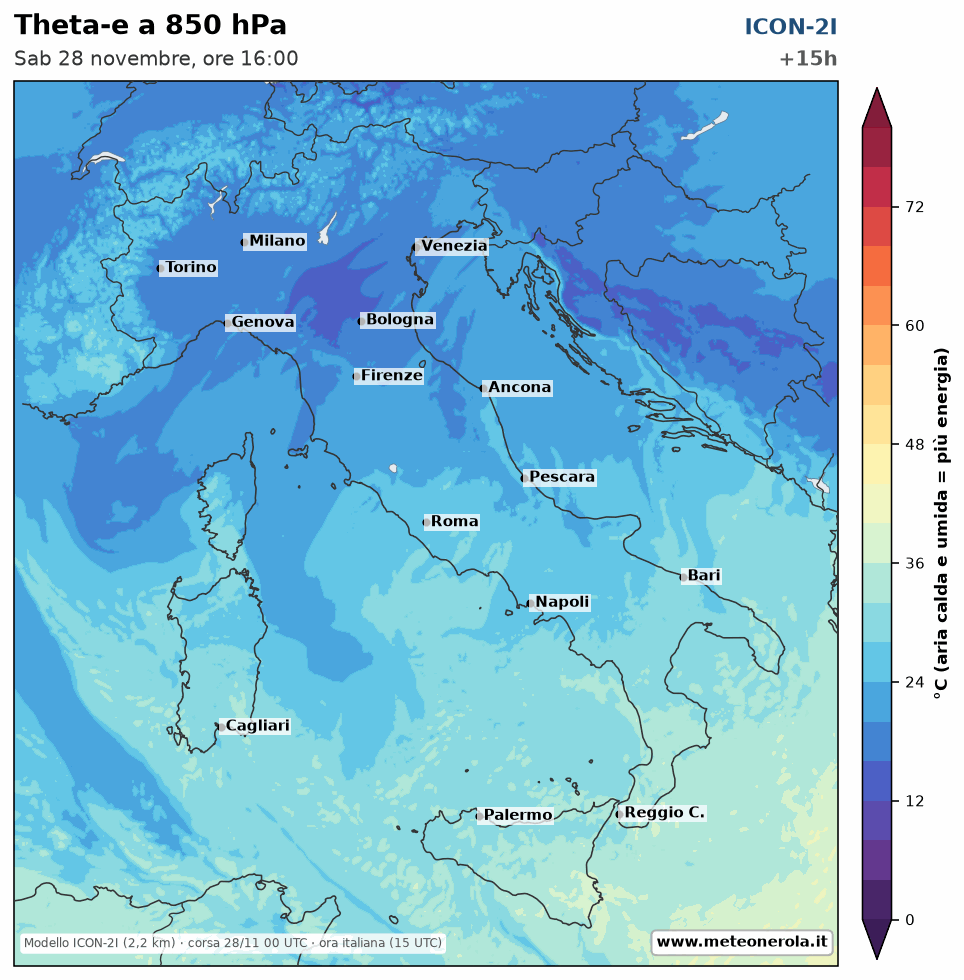 Theta-e a 850 hPa
ICON-2I
Sab 28 novembre, ore 16:00
+15h
72
60
48
36
24
12
0
°C (aria calda e umida = più energia)
Milano
Venezia
Torino
Genova
Bologna
Firenze
Ancona
Pescara
Roma
Bari
Napoli
Cagliari
Palermo
Reggio C.
Modello ICON-2I (2,2 km) · corsa 28/11 00 UTC · ora italiana (15 UTC)
www.meteonerola.it